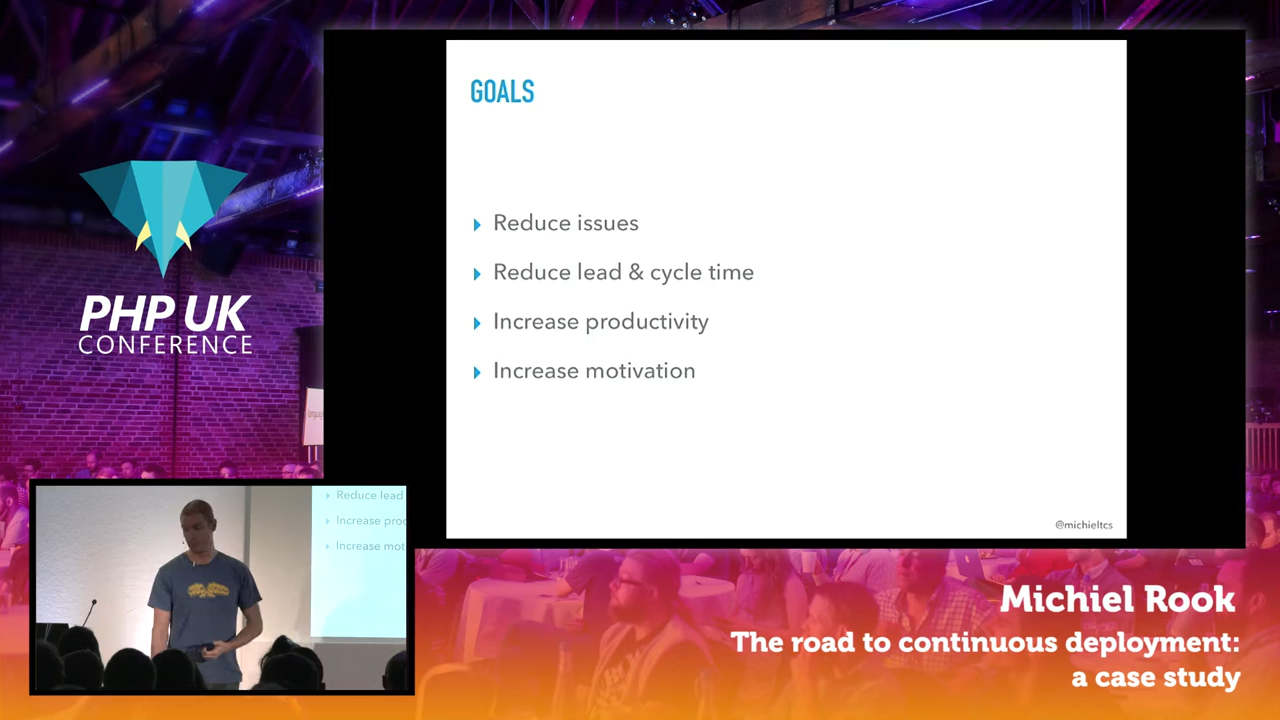 GOALS
Reduce issues
Reduce lead & cycle time
Increase productivity
Increase motivation
@michieltcs
PHP UK
CONFERENCE
Reduce lead
Increase prod
Increase mot
Michiel Rook
The road to continuous deployment:
a case study